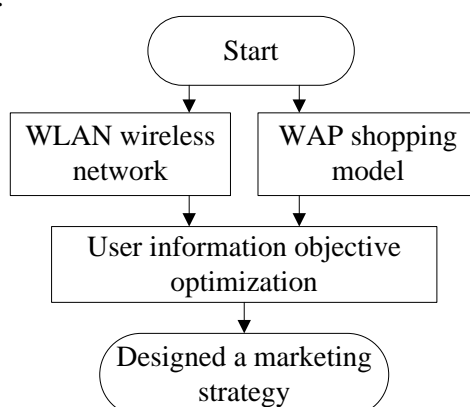 .
Start
WLAN wireless
network
WAP shopping
model
User information objective
optimization
Designed a marketing
strategy